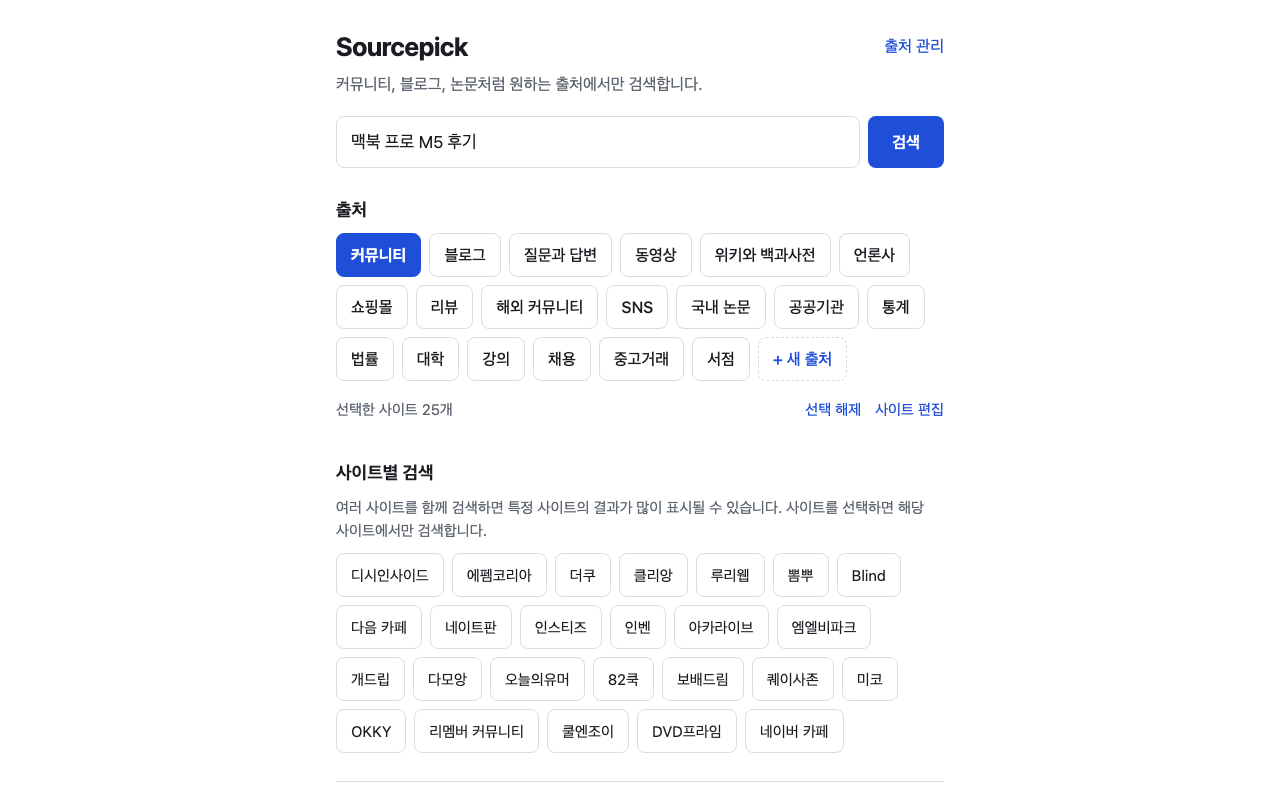 Sourcepick
출처 관리
커뮤니티, 블로그, 논문처럼 원하는 출처에서만 검색합니다.
맥북 프로 M5 후기
검색
출처
커뮤니티 블로그 질문과 답변 동영상 위키와 백과사전 언론사
쇼핑몰 리뷰 해외 커뮤니티 SNS 국내 논문 공공기관 통계
법률 대학 강의 채용 중고거래 서점 + 새 출처
선택한 사이트 25개
선택 해제 사이트 편집
사이트별 검색
여러 사이트를 함께 검색하면 특정 사이트의 결과가 많이 표시될 수 있습니다. 사이트를 선택하면 해당
사이트에서만 검색합니다.
디시인사이드 에펨코리아 더쿠 클리앙 루리웹 뽐뿌 Blind
다음 카페 네이트판 인스티즈 인벤 아카라이브 엠엘비파크
개드립 다모앙 오늘의유머 82쿡 보배드림 퀘이사존 미코
OKKY 리멤버 커뮤니티 쿨엔조이 DVD프라임 네이버 카페